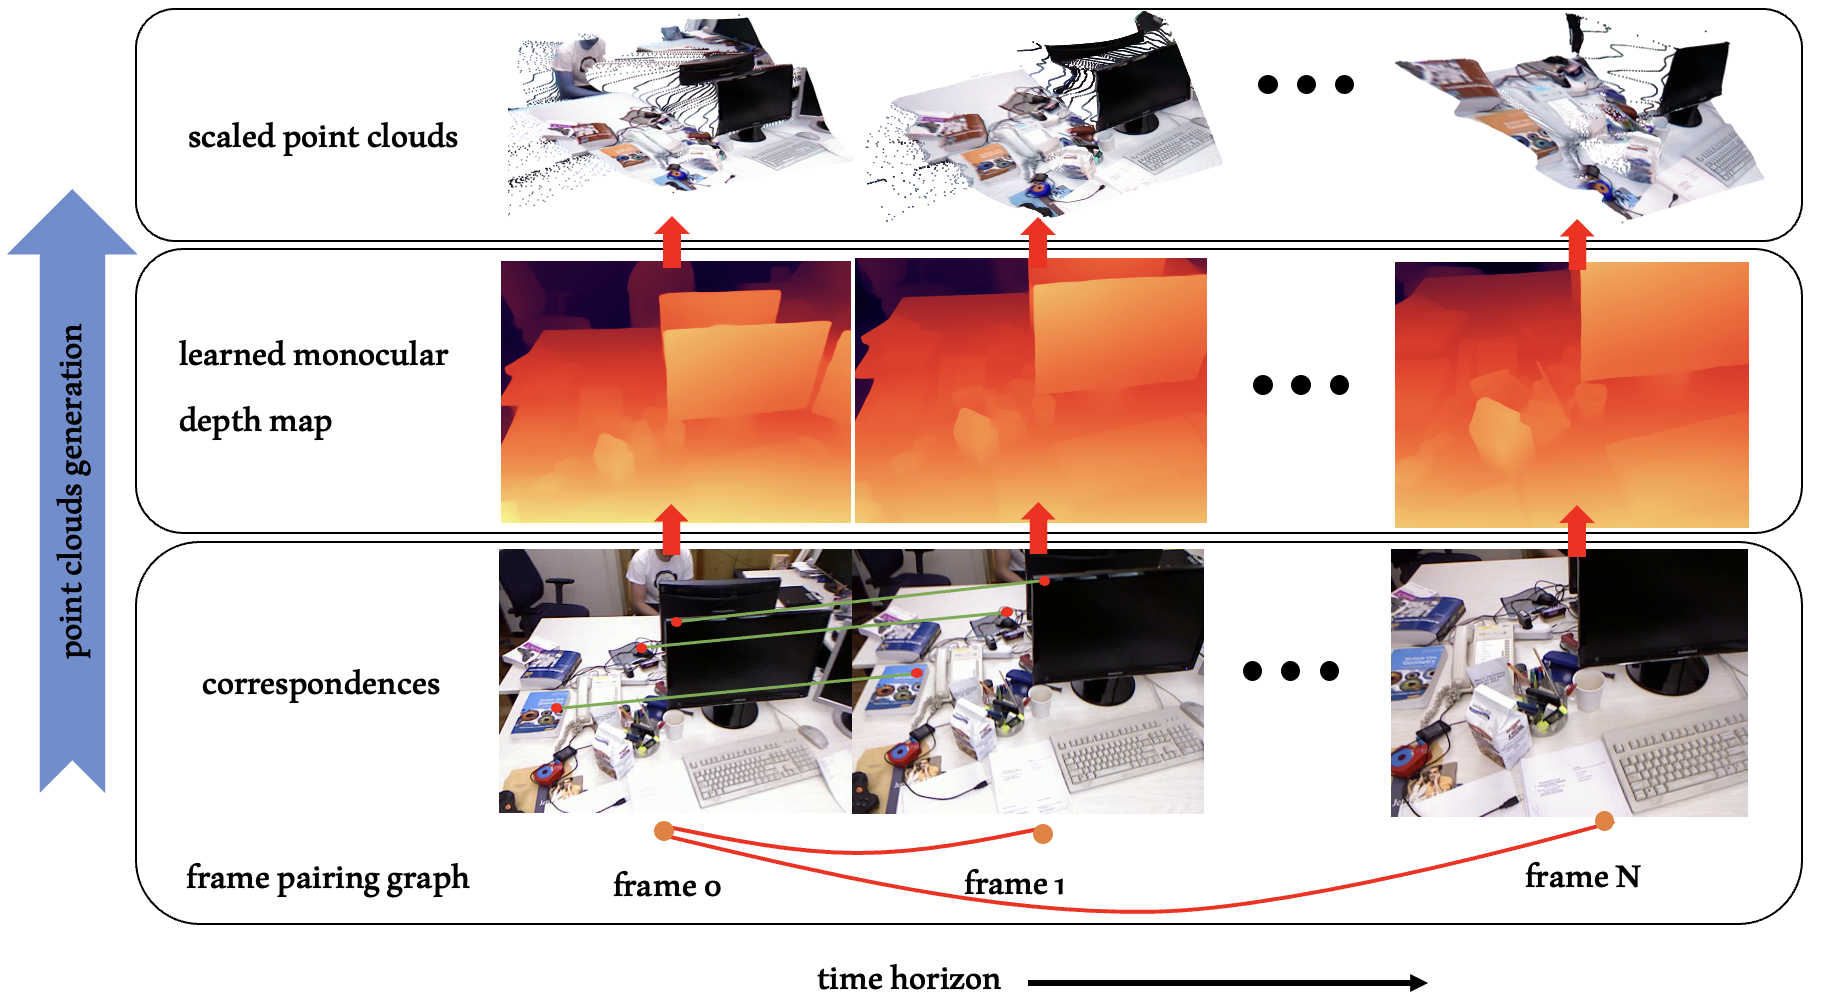 scaled point clouds
learned monocular
depth map
point clouds generation
correspondences
frame pairing graph
frame 0
frame 1
frame N
time horizon